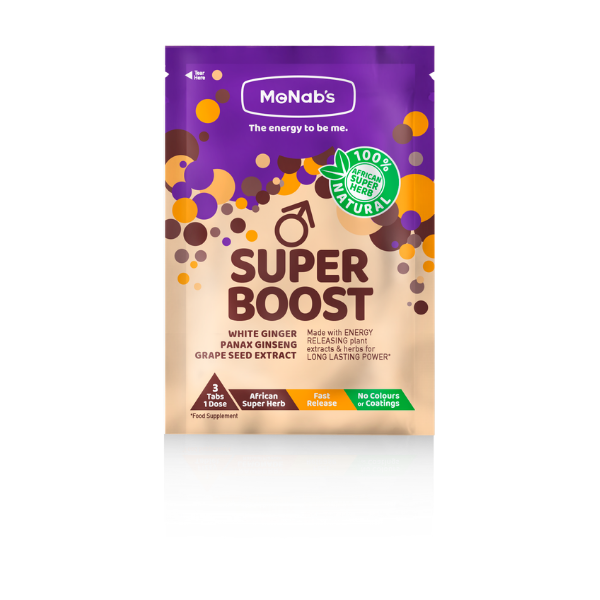 Tear
Here
McNab's
The energy to be me.
100%
AFRICAN
SUPER
HERB
NATURAL
SUPER
BOOST
WHITE GINGER
PANAX GINSENG
GRAPE SEED EXTRACT
Made with ENERGY
RELEASING plant
extracts & herbs for
LONG LASTING POWER*
3
Tabs
1 Dose
African
Super Herb
Fast
Release
No Colours
or Coatings
*Food Supplement